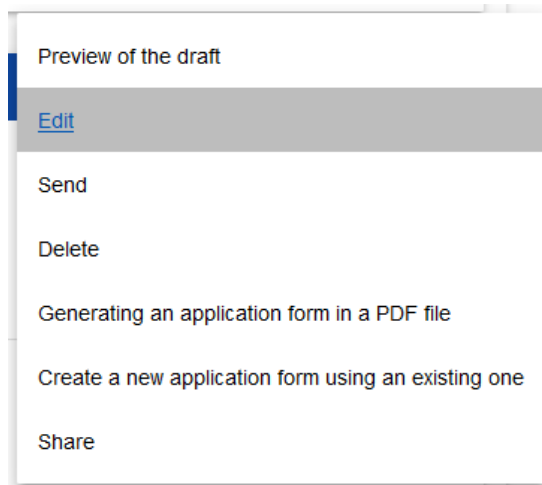 Preview of the draft
Edit
Send
Delete
Generating an application form in a PDF file
Create a new application form using an existing one
Share